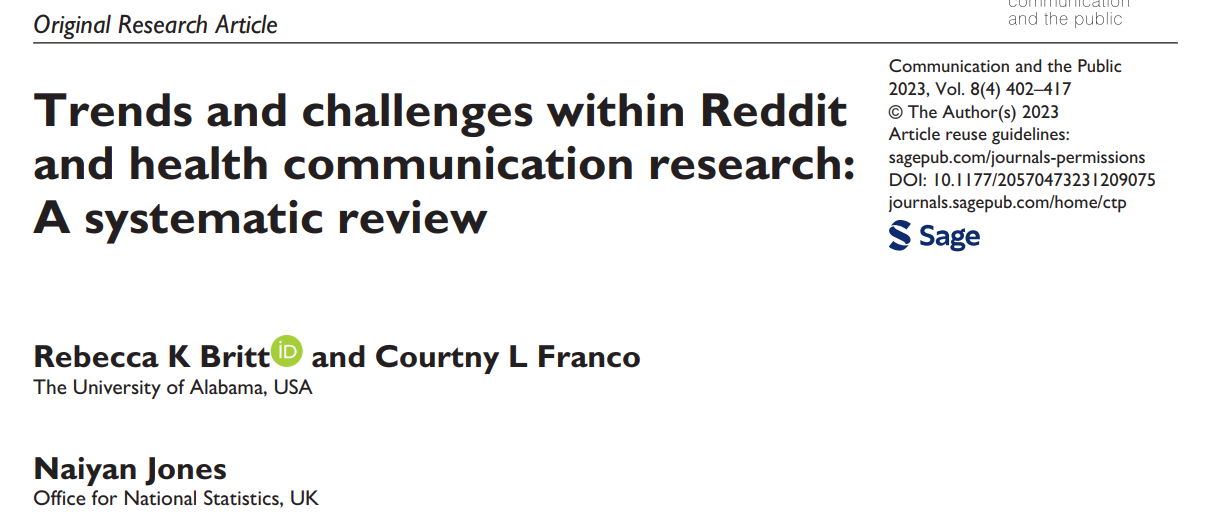 communication
and the public
Original Research Article
Communication and the Public
2023, Vol. 8(4) 402–417
© The Author(s) 2023
Article reuse guidelines:
sagepub.com/journals-permissions
DOI: 10.1177/20570473231209075
journals.sagepub.com/home/ctp
Sage
Trends and challenges within Reddit
and health communication research:
A systematic review
Rebecca K Britt iD and Courtny L Franco
The University of Alabama, USA
Naiyan Jones
Office for National Statistics, UK